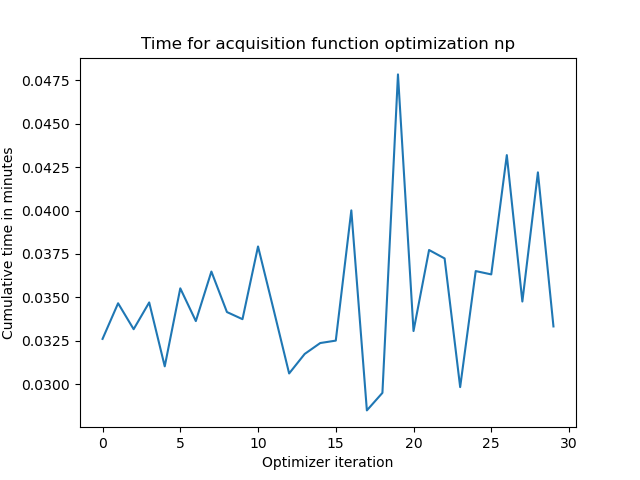 Time for acquisition function optimization np
Cumulative time in minutes
0.0475
0.0450
0.0425
0.0400
0.0375
0.0350
0.0325
0.0300
0 5 10 15 20 25 30
Optimizer iteration